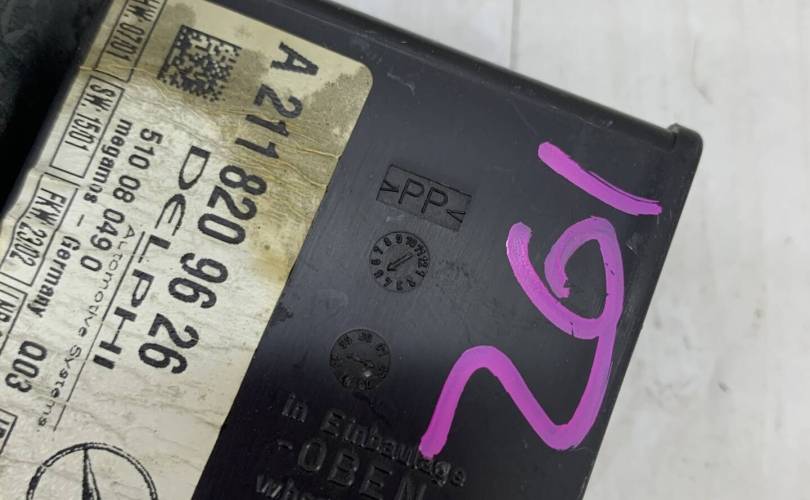 HW: 07/01
SW: 15/01
FKW: 23/02
A 211 820 96 26
DELPHI
Automotive Systems
510 08 049 0
megamos - Germany Q03
>PP<
in Einbaulage
-OBEN
261